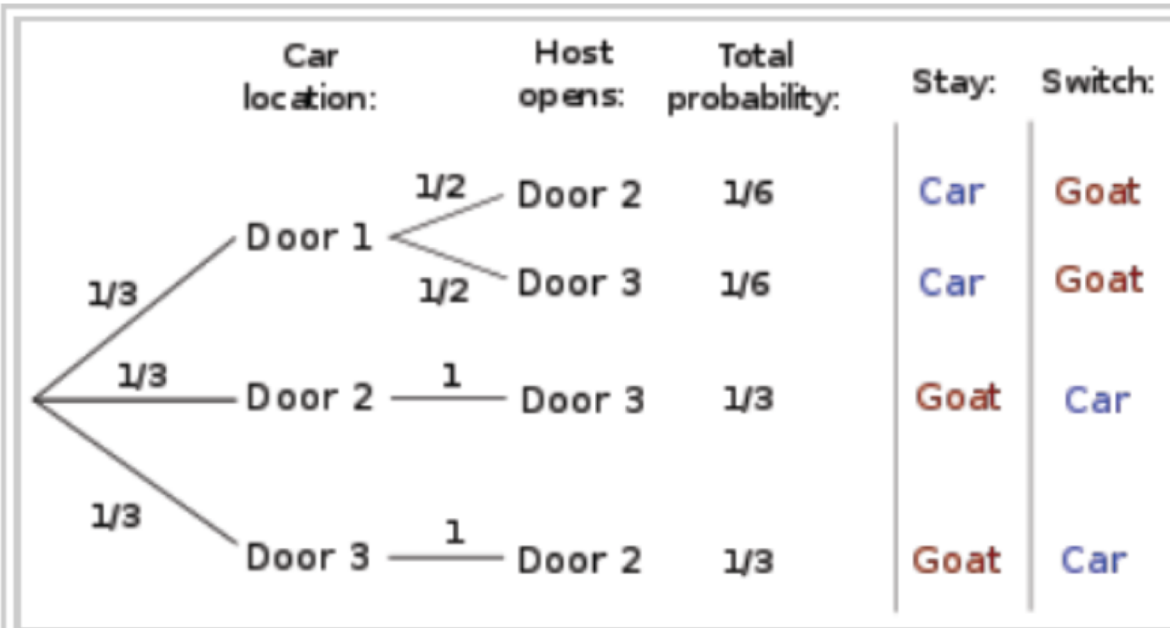 Car location:
Host opens:
Total probability:
Stay:
Switch:
1/2
Door 2
1/6
Car
Goat
Door 1
1/3
1/2
Door 3
1/6
Car
Goat
1/3
Door 2
1
Door 3
1/3
Goat
Car
1/3
Door 3
1
Door 2
1/3
Goat
Car